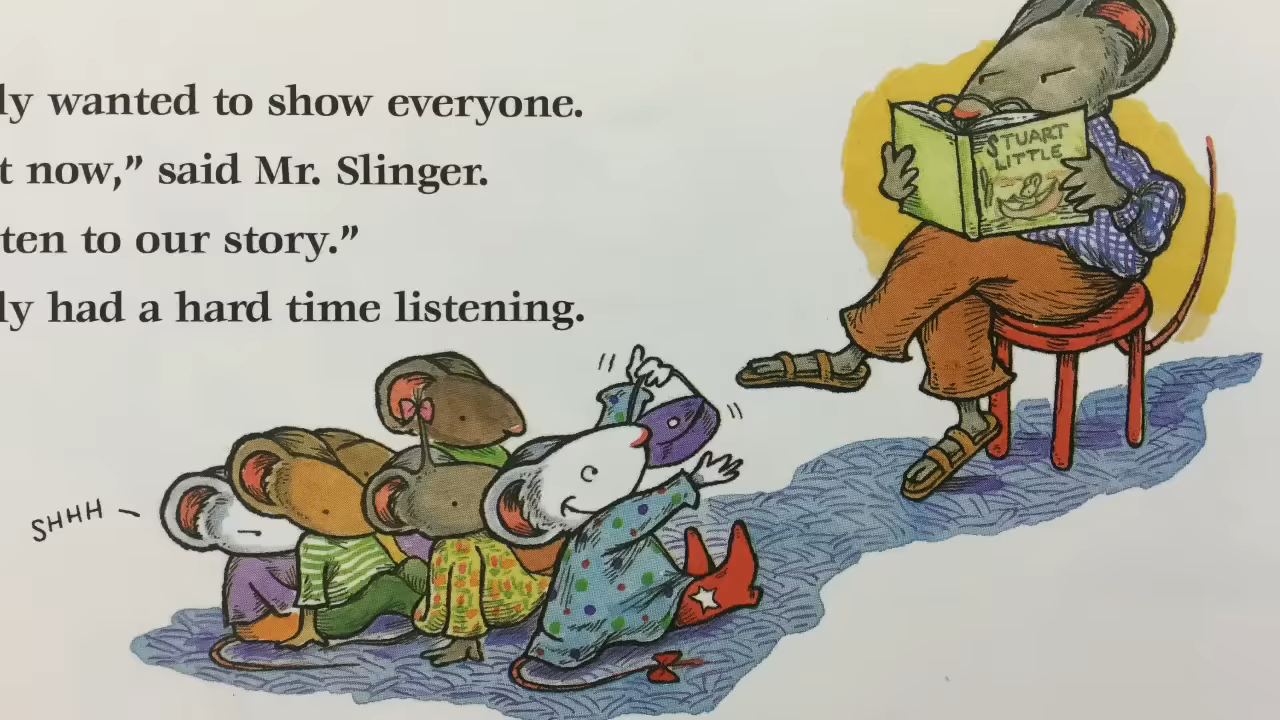 ly wanted to show everyone.
t now,” said Mr. Slinger.
ten to our story.”
ly had a hard time listening.
STUART
LITTLE
SHHH